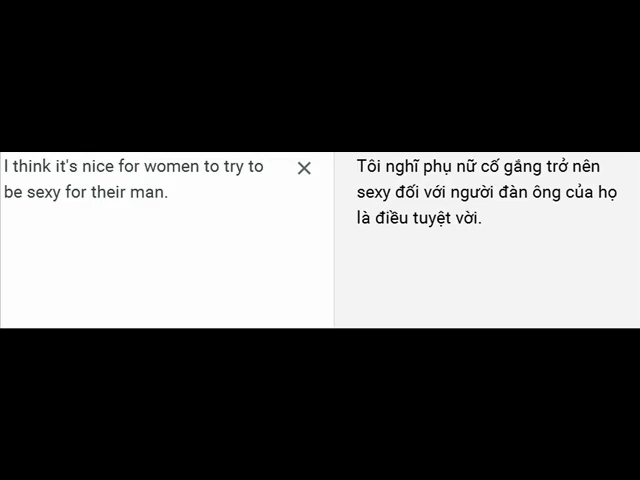 I think it's nice for women to try to
be sexy for their man.
Tôi nghĩ phụ nữ cố gắng trở nên
sexy đối với người đàn ông của họ
là điều tuyệt vời.